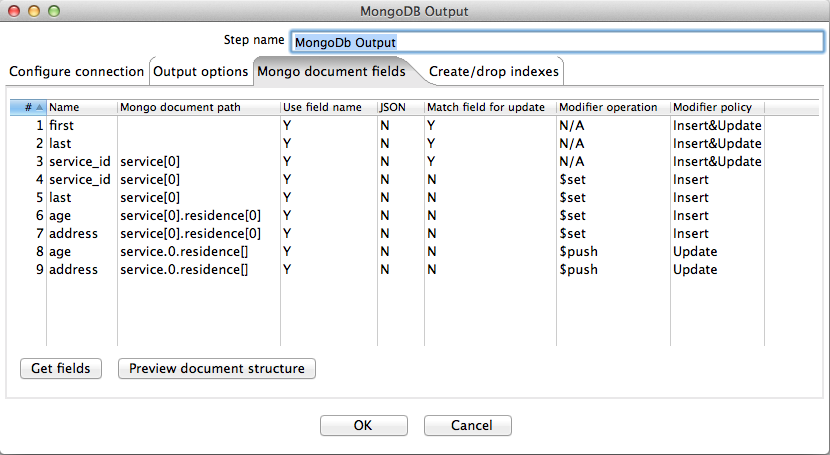 MongoDB Output
Step name MongoDb Output
Configure connection Output options Mongo document fields Create/drop indexes
# Name Mongo document path Use field name JSON Match field for update Modifier operation Modifier policy
1 first Y N Y N/A Insert&Update
2 last Y N Y N/A Insert&Update
3 service_id service[0] Y N Y N/A Insert&Update
4 service_id service[0] Y N N $set Insert
5 last service[0] Y N N $set Insert
6 age service[0].residence[0] Y N N $set Insert
7 address service[0].residence[0] Y N N $set Insert
8 age service.0.residence[] Y N N $push Update
9 address service.0.residence[] Y N N $push Update
Get fields Preview document structure
OK Cancel